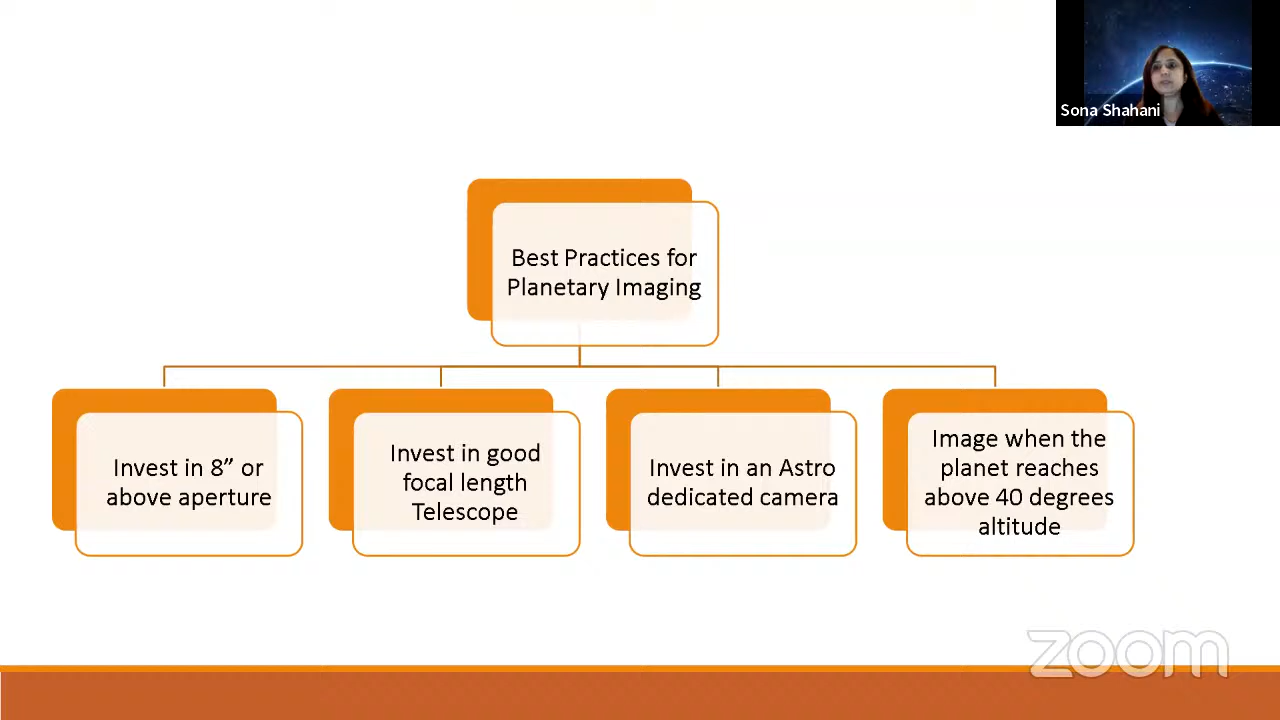 Sona Shahani
Best Practices for
Planetary Imaging
Invest in 8” or
above aperture
Invest in good
focal length
Telescope
Invest in an Astro
dedicated camera
Image when the
planet reaches
above 40 degrees
altitude
zoom